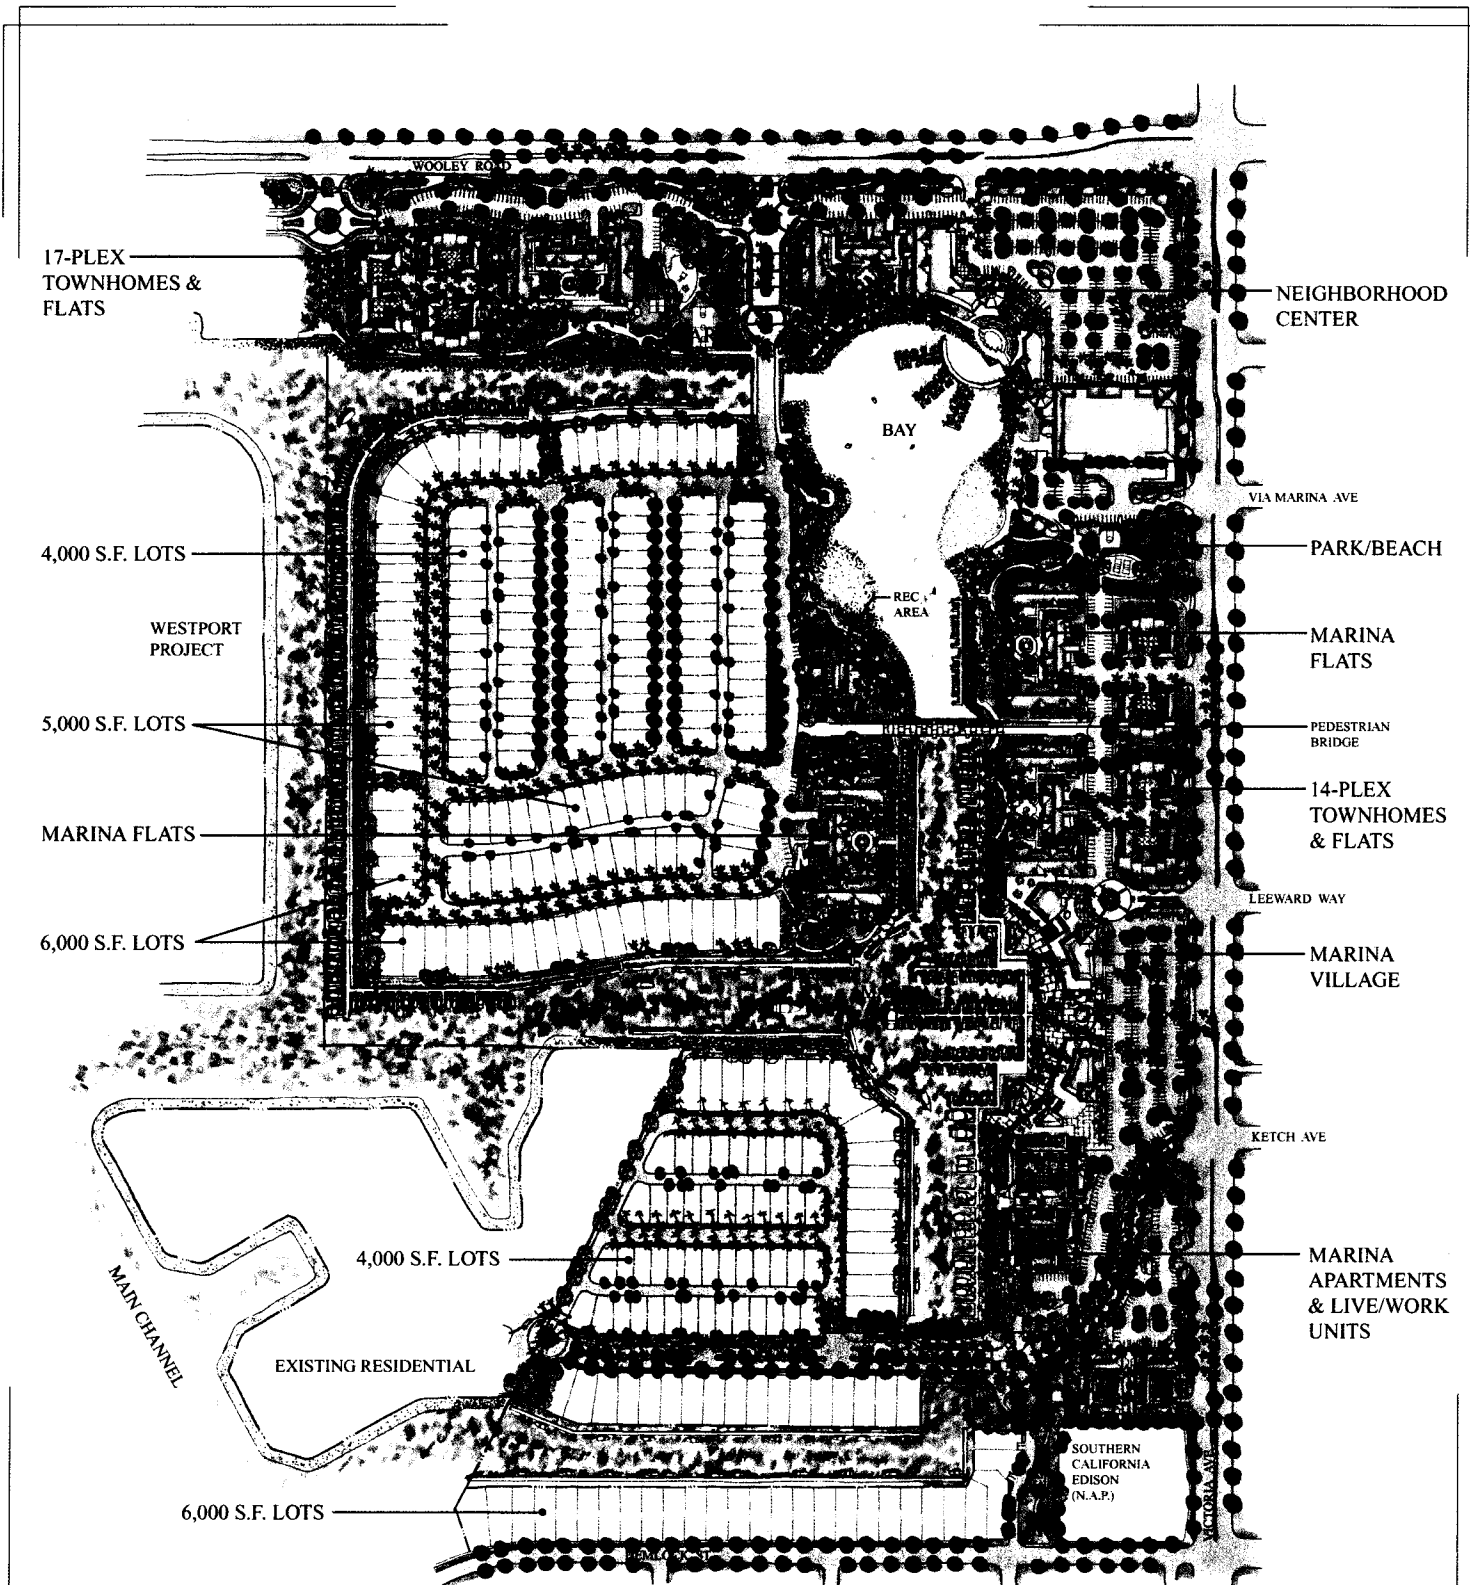 WOOLEY ROAD
17-PLEX
TOWNHOMES &
FLATS
NEIGHBORHOOD
CENTER
BAY
VIA MARINA AVE
4,000 S.F. LOTS
PARK/BEACH
REC
AREA
WESTPORT
PROJECT
MARINA
FLATS
5,000 S.F. LOTS
PEDESTRIAN
BRIDGE
14-PLEX
TOWNHOMES
& FLATS
MARINA FLATS
LEEWARD WAY
6,000 S.F. LOTS
MARINA
VILLAGE
KETCH AVE
4,000 S.F. LOTS
MARINA
APARTMENTS
& LIVE/WORK
UNITS
MAIN CHANNEL
EXISTING RESIDENTIAL
SOUTHERN
CALIFORNIA
EDISON
(N.A.P.)
VICTORIA AVE
6,000 S.F. LOTS
HEMLOCK ST